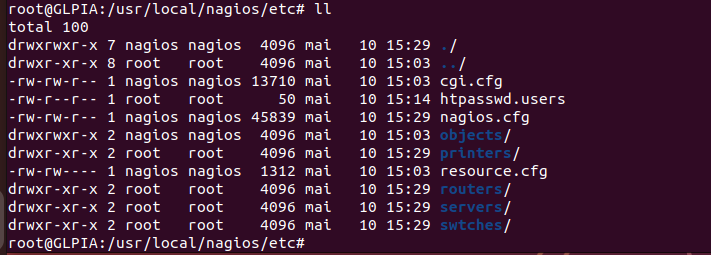 root@GLPIA:/usr/local/nagios/etc# ll
total 100
drwxrwxr-x 7 nagios nagios  4096 mai   10 15:29 ./
drwxr-xr-x 8 root   root    4096 mai   10 15:03 ../
-rw-rw-r-- 1 nagios nagios 13710 mai   10 15:03 cgi.cfg
-rw-r--r-- 1 root   root      50 mai   10 15:14 htpasswd.users
-rw-rw-r-- 1 nagios nagios 45839 mai   10 15:29 nagios.cfg
drwxrwxr-x 2 nagios nagios  4096 mai   10 15:03 objects/
drwxr-xr-x 2 root   root    4096 mai   10 15:29 printers/
-rw-rw---- 1 nagios nagios  1312 mai   10 15:03 resource.cfg
drwxr-xr-x 2 root   root    4096 mai   10 15:29 routers/
drwxr-xr-x 2 root   root    4096 mai   10 15:29 servers/
drwxr-xr-x 2 root   root    4096 mai   10 15:29 swtches/
root@GLPIA:/usr/local/nagios/etc#